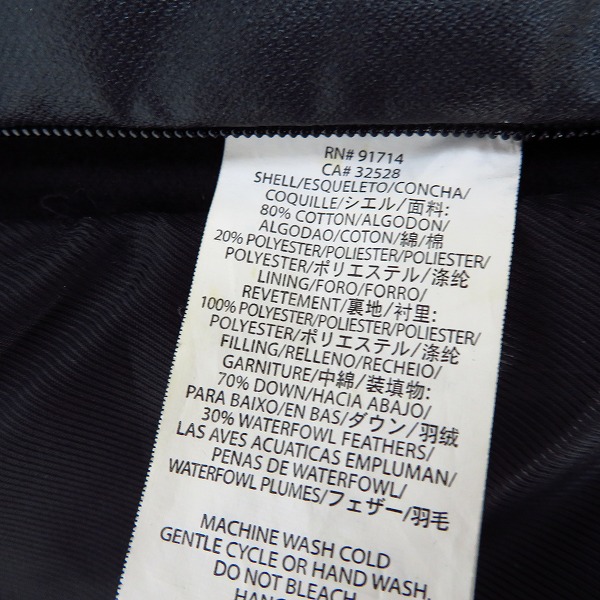 RN# 91714
CA# 32528
SHELL/ESQUELETO/CONCHA/
COQUILLE/シエル/面料:
80% COTTON/ALGODON/
ALGODAO/COTON/綿/棉
20% POLYESTER/POLIESTER/POLIESTER/
POLYESTER/ポリエステル/涤纶
LINING/FORO/FORRO/
REVETEMENT/裏地/衬里:
100% POLYESTER/POLIESTER/POLIESTER/
POLYESTER/ポリエステル/涤纶
FILLING/RELLENO/RECHEIO/
GARNITURE/中綿/装填物:
70% DOWN/HACIA ABAJO/
PARA BAIXO/EN BAS/ダウン/羽绒
30% WATERFOWL FEATHERS/
LAS AVES ACUATICAS EMPLUMAN/
PENAS DE WATERFOWL/
WATERFOWL PLUMES/フェザー/羽毛
MACHINE WASH COLD
GENTLE CYCLE OR HAND WASH.
DO NOT BLEACH